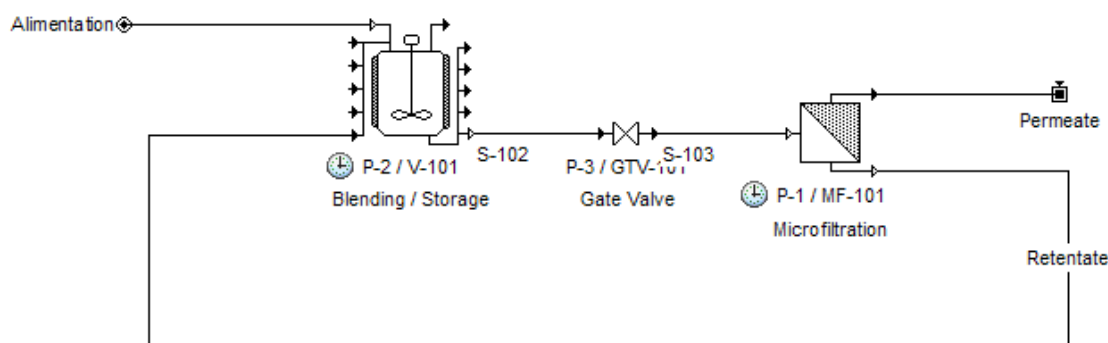 Alimentation
S-102
S-103
Permeate
P-2 / V-101
Blending / Storage
P-3 / GTV-101
Gate Valve
P-1 / MF-101
Microfiltration
Retentate